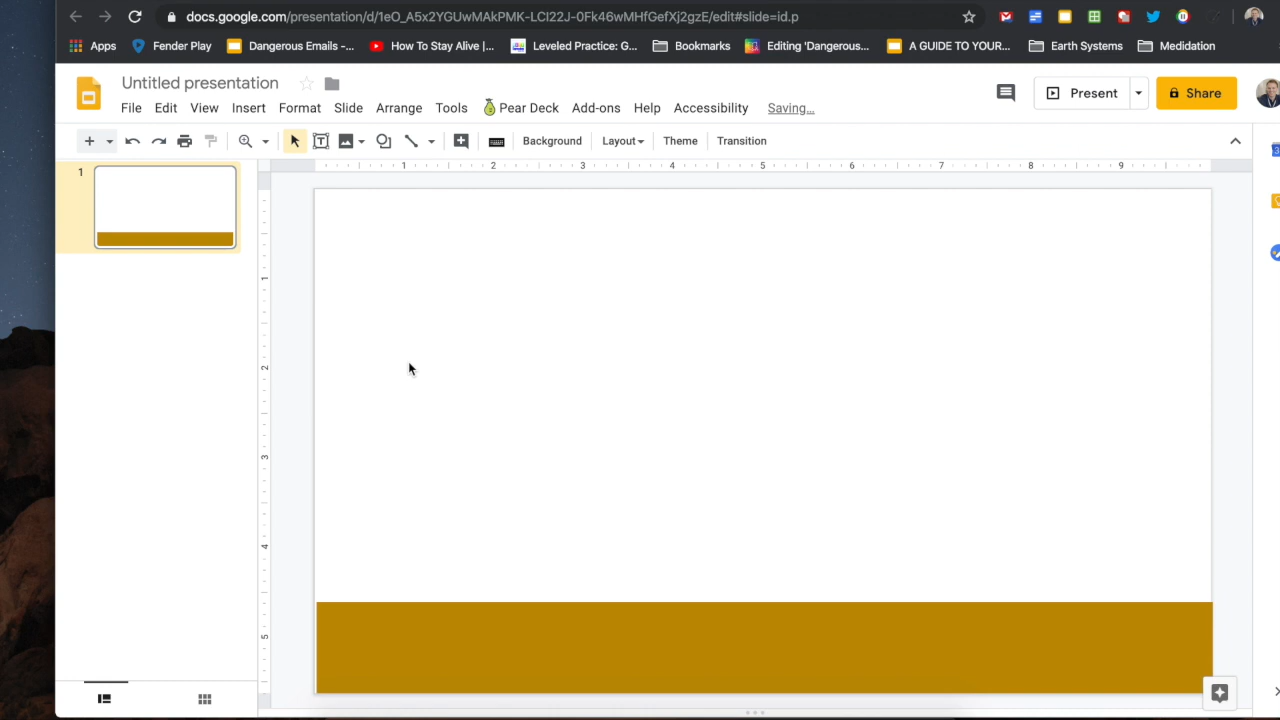 docs.google.com/presentation/d/1eO_A5x2YGUwMAkPMK-LCI22J-0Fk46wMHfGefXj2gzE/edit#slide=id.p
Apps Fender Play Dangerous Emails -... How To Stay Alive |... Leveled Practice: G... Bookmarks Editing 'Dangerous... A GUIDE TO YOUR... Earth Systems Medidation
Untitled presentation
File Edit View Insert Format Slide Arrange Tools Pear Deck Add-ons Help Accessibility Saving...
Present Share
Background Layout Theme Transition
1 2 3 4 5 6 7 8 9
1
1
2
3
4
5